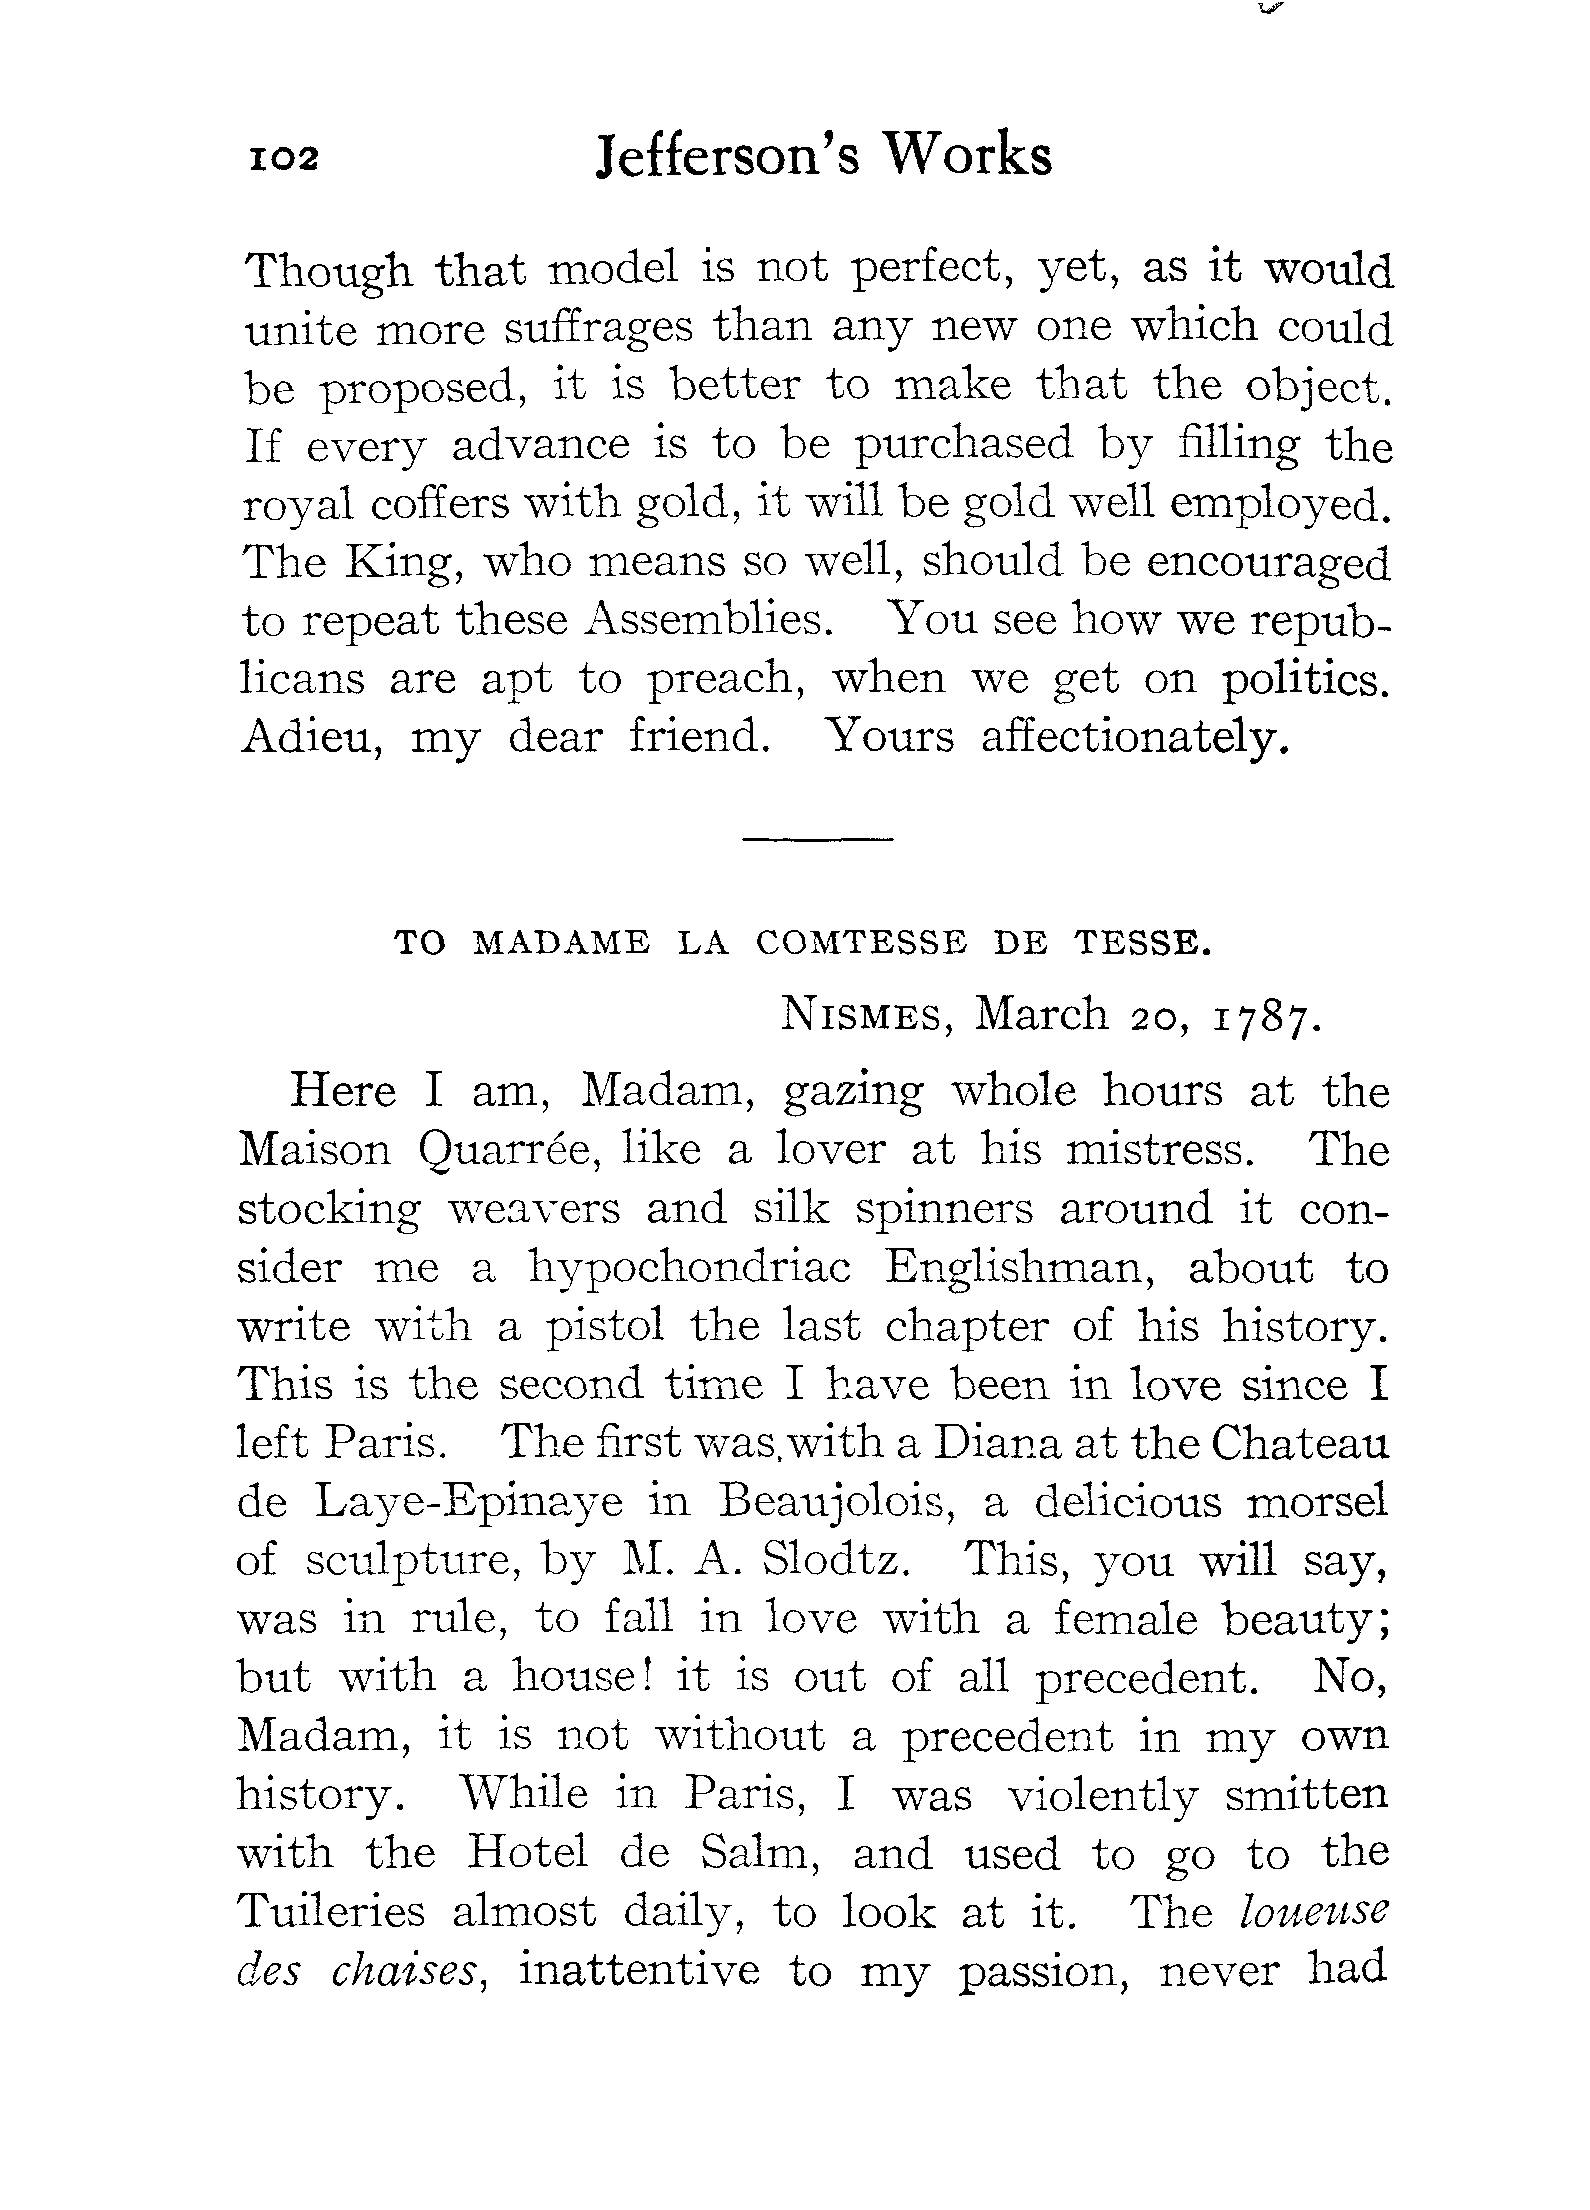 102 Jefferson's Works
Though that model is not perfect, yet, as it would
unite more suffrages than any new one which could
be proposed, it is better to make that the object.
If every advance is to be purchased by filling the
royal coffers with gold, it will be gold well employed.
The King, who means so well, should be encouraged
to repeat these Assemblies. You see how we repub-
licans are apt to preach, when we get on politics.
Adieu, my dear friend. Yours affectionately.
TO MADAME LA COMTESSE DE TESSE.
NISMES, March 20, 1787.
Here I am, Madam, gazing whole hours at the
Maison Quarrée, like a lover at his mistress. The
stocking weavers and silk spinners around it con-
sider me a hypochondriac Englishman, about to
write with a pistol the last chapter of his history.
This is the second time I have been in love since I
left Paris. The first was with a Diana at the Chateau
de Laye-Epinaye in Beaujolois, a delicious morsel
of sculpture, by M. A. Slodtz. This, you will say,
was in rule, to fall in love with a female beauty;
but with a house! it is out of all precedent. No,
Madam, it is not without a precedent in my own
history. While in Paris, I was violently smitten
with the Hotel de Salm, and used to go to the
Tuileries almost daily, to look at it. The loueuse
des chaises, inattentive to my passion, never had